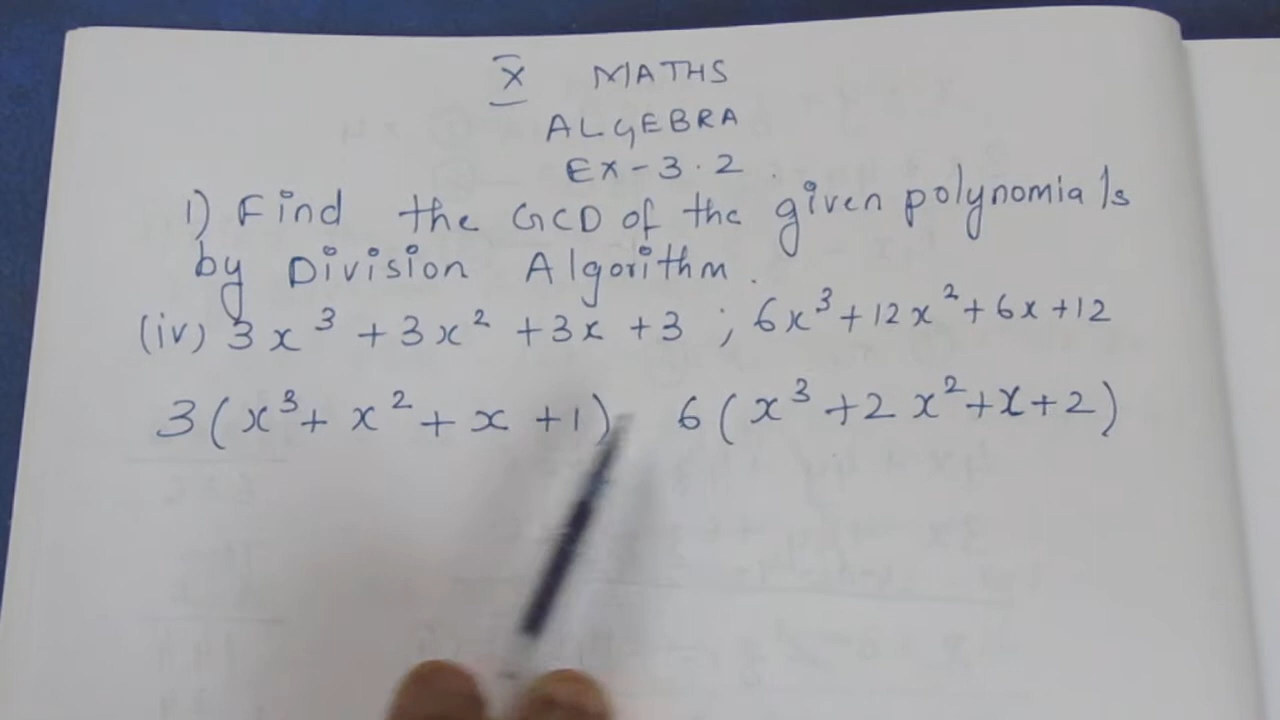 X MATHS
ALGEBRA
EX-3.2.
1) Find the GCD of the given polynomials
by Division Algorithm.
(iv) 3x³ + 3x² + 3x + 3 ; 6x³ + 12x² + 6x + 12
3(x³ + x² + x + 1) 6(x³ + 2x² + x + 2)